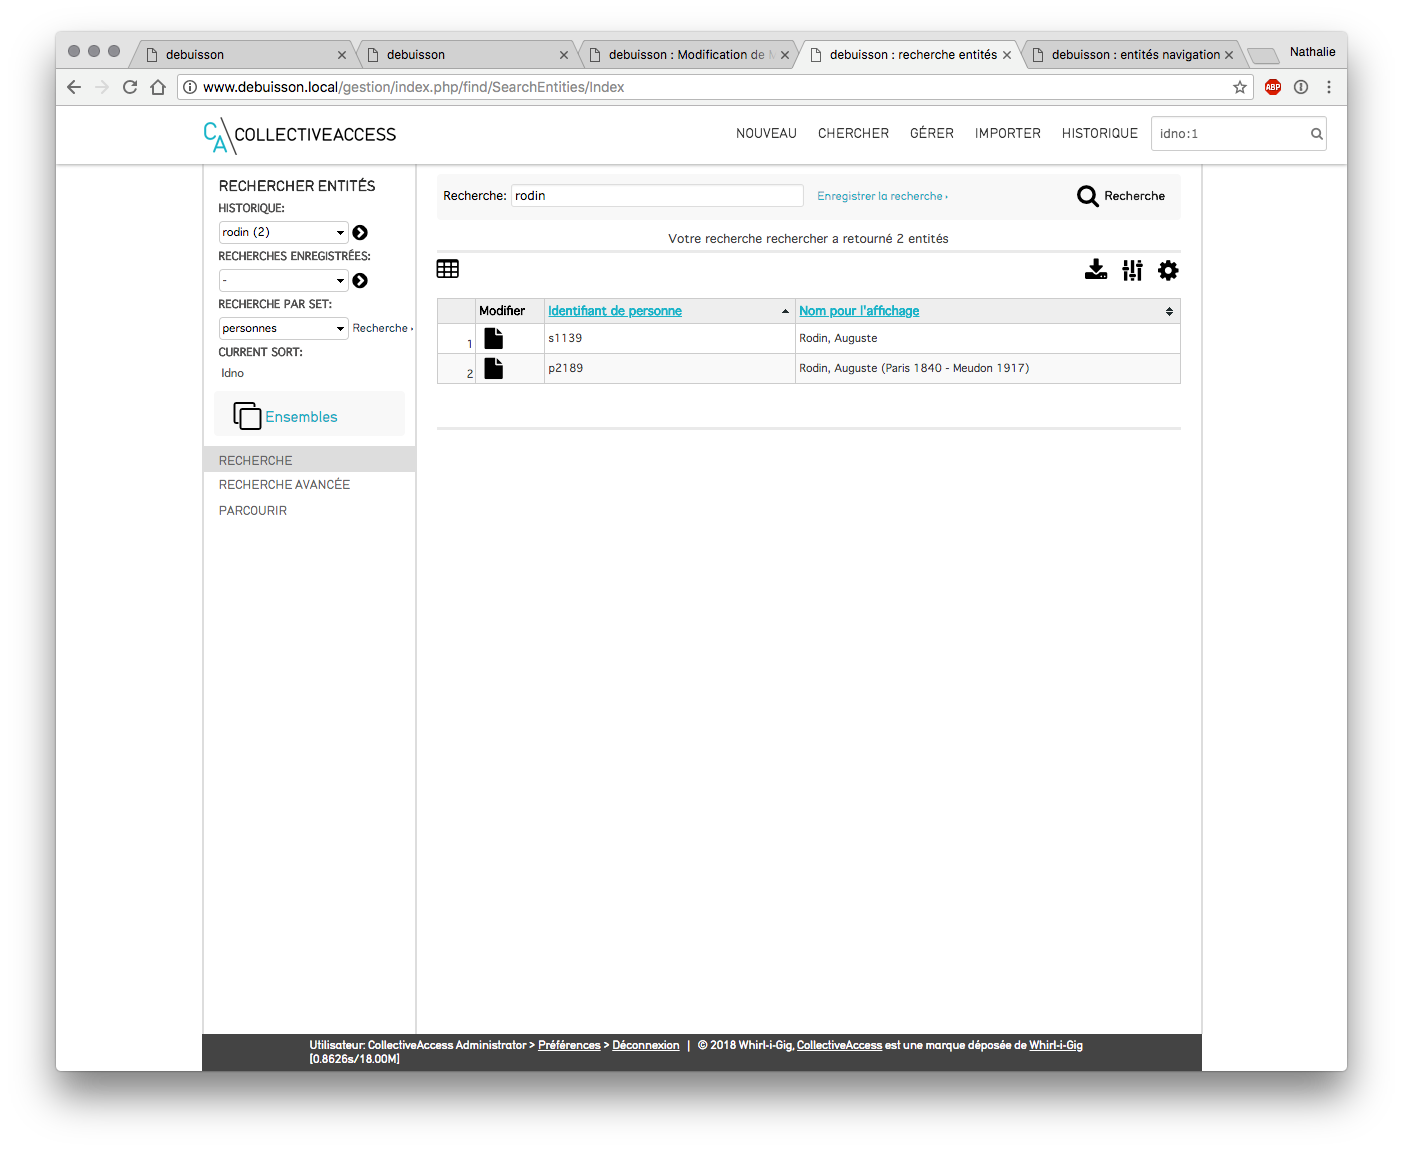 debuisson
debuisson
debuisson : Modification de
debuisson : recherche entités
debuisson : entités navigation
Nathalie
www.debuisson.local/gestion/index.php/find/SearchEntities/Index
ABP
CA COLLECTIVEACCESS
NOUVEAU
CHERCHER
GÉRER
IMPORTER
HISTORIQUE
idno:1
RECHERCHER ENTITÉS
HISTORIQUE:
rodin (2)
RECHERCHES ENREGISTRÉES:
-
RECHERCHE PAR SET:
personnes
Recherche ›
CURRENT SORT:
Idno
Ensembles
RECHERCHE
RECHERCHE AVANCÉE
PARCOURIR
Recherche: rodin
Enregistrer la recherche ›
Recherche
Votre recherche rechercher a retourné 2 entités
Modifier
Identifiant de personne
Nom pour l'affichage
1 s1139 Rodin, Auguste
2 p2189 Rodin, Auguste (Paris 1840 - Meudon 1917)
Utilisateur: CollectiveAccess Administrator > Préférences > Déconnexion | © 2018 Whirl-i-Gig, CollectiveAccess est une marque déposée de Whirl-i-Gig
[0.8626s/18.00M]